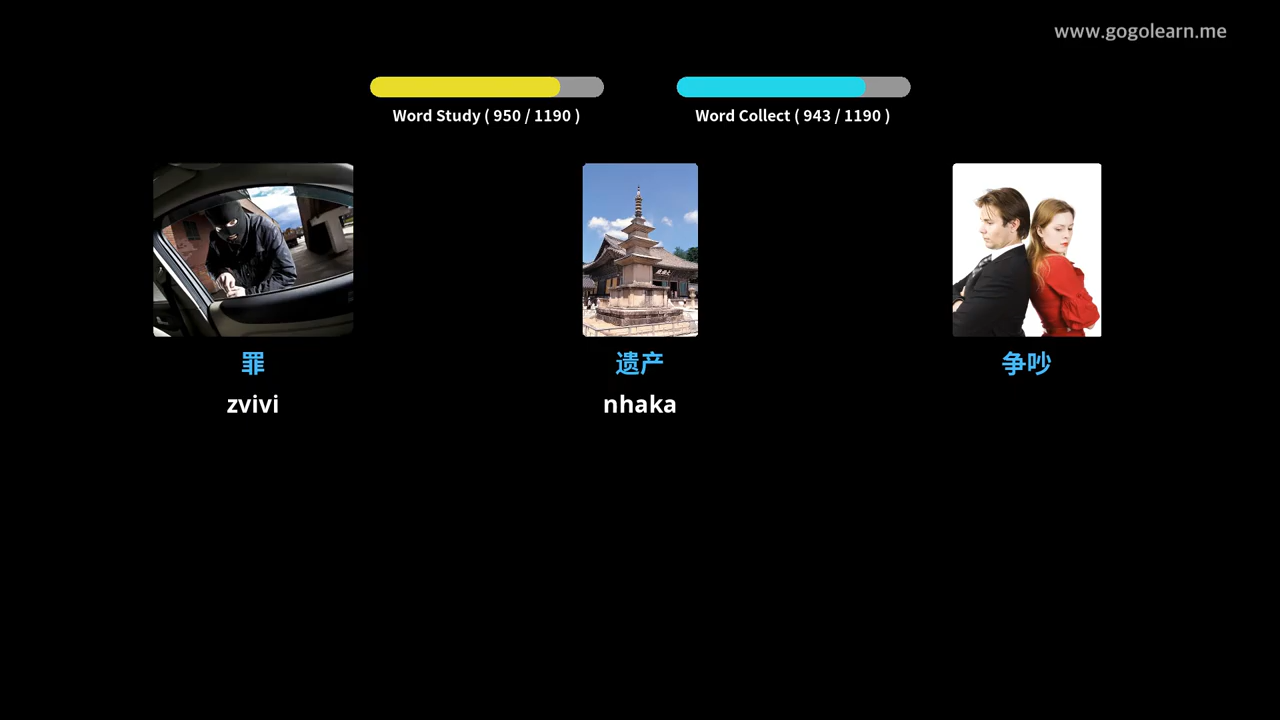 www.gogolearn.me
Word Study ( 950 / 1190 )
Word Collect ( 943 / 1190 )
罪
zvivi
遗产
nhaka
争吵